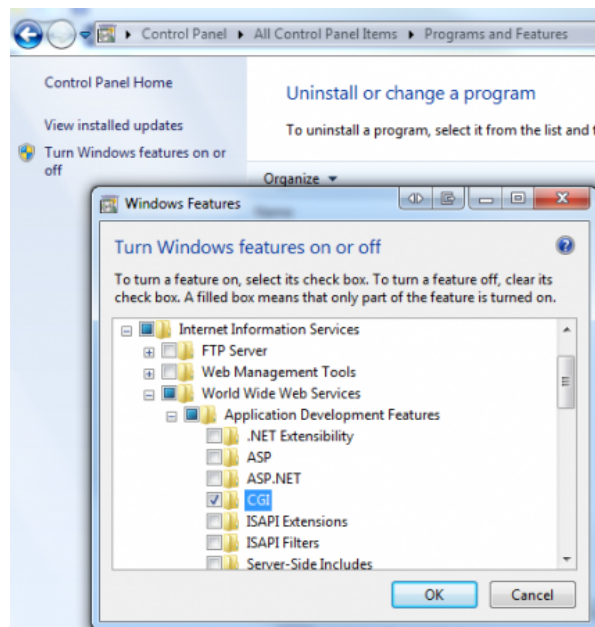 Control Panel ▸ All Control Panel Items ▸ Programs and Features
Control Panel Home
View installed updates
Turn Windows features on or
off
Uninstall or change a program
To uninstall a program, select it from the list and
Organize
Windows Features
Turn Windows features on or off
To turn a feature on, select its check box. To turn a feature off, clear its
check box. A filled box means that only part of the feature is turned on.
Internet Information Services
FTP Server
Web Management Tools
World Wide Web Services
Application Development Features
.NET Extensibility
ASP
ASP.NET
CGI
ISAPI Extensions
ISAPI Filters
Server-Side Includes
OK Cancel